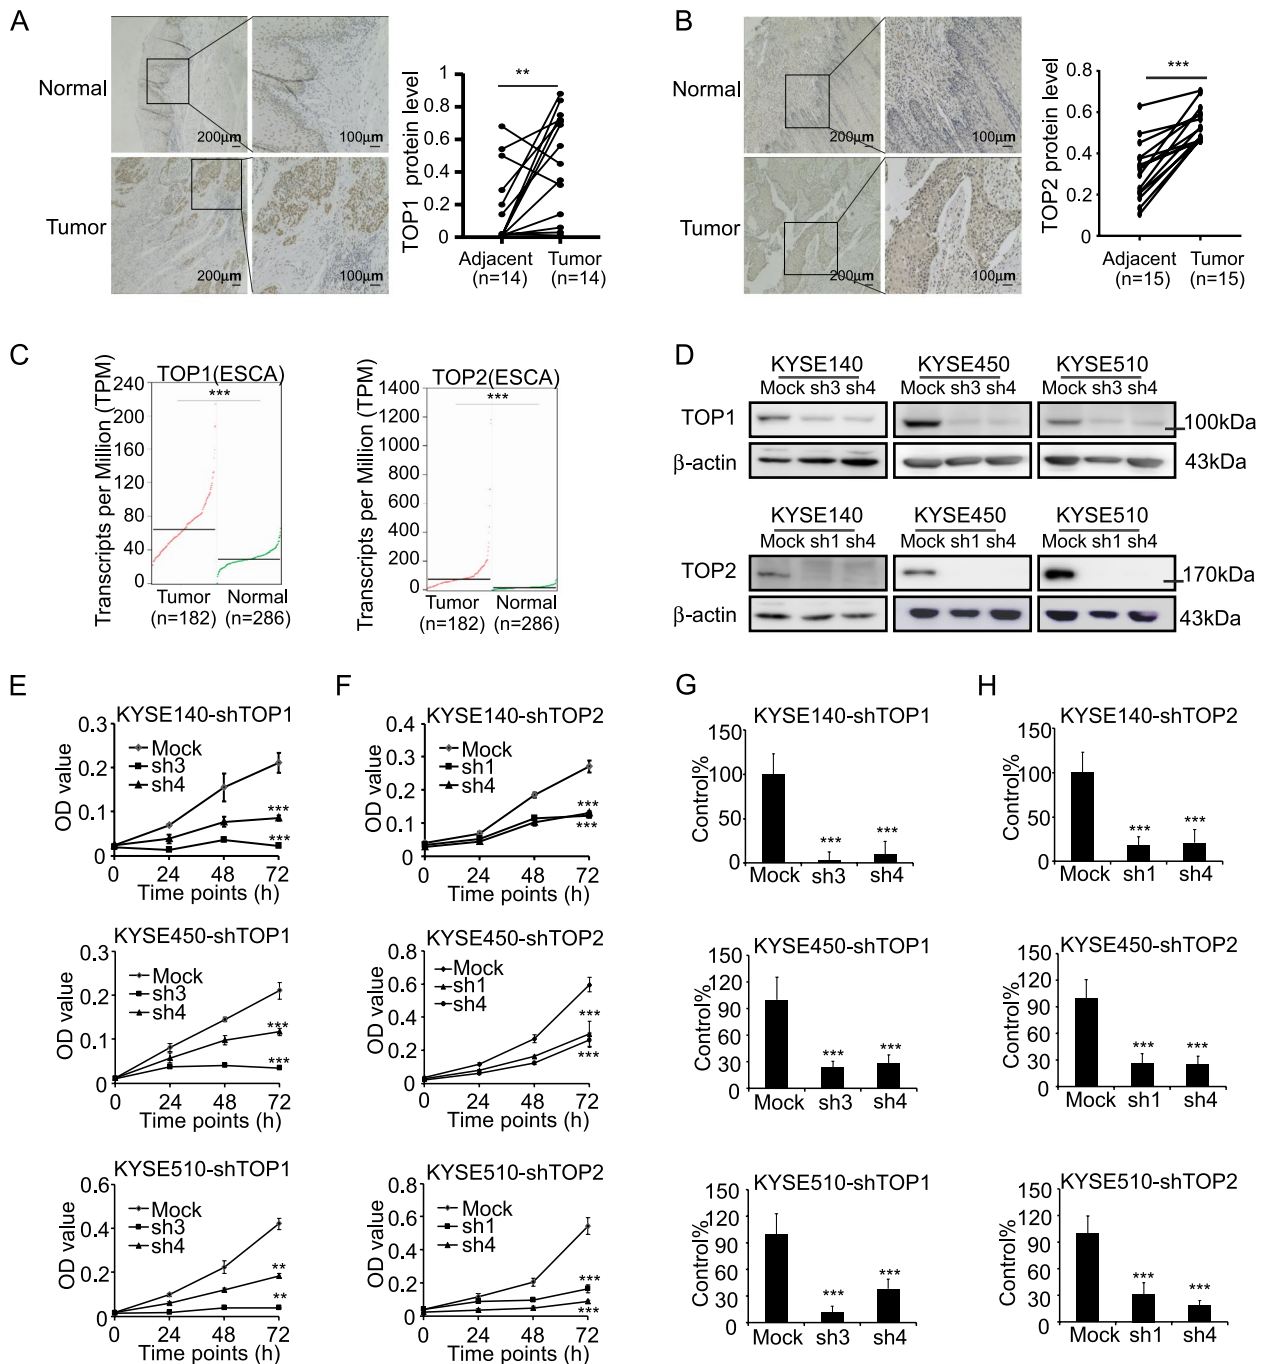 A
Normal
200µm
100µm
Tumor
200µm
100µm
TOP1 protein level
1
0.8
0.6
0.4
0.2
0
**
Adjacent
(n=14)
Tumor
(n=14)
B
Normal
200µm
100µm
Tumor
200µm
100µm
TOP2 protein level
0.8
0.6
0.4
0.2
0
***
Adjacent
(n=15)
Tumor
(n=15)
C
TOP1(ESCA)
***
Transcripts per Million (TPM)
240
200
160
120
80
40
0
Tumor
(n=182)
Normal
(n=286)
TOP2(ESCA)
***
Transcripts per Million (TPM)
1400
1200
1000
800
600
400
200
0
Tumor
(n=182)
Normal
(n=286)
D
KYSE140 KYSE450 KYSE510
Mock sh3 sh4 Mock sh3 sh4 Mock sh3 sh4
TOP1 100kDa
β-actin 43kDa
KYSE140 KYSE450 KYSE510
Mock sh1 sh4 Mock sh1 sh4 Mock sh1 sh4
TOP2 170kDa
β-actin 43kDa
E
KYSE140-shTOP1
OD value
0.3
0.2
0.1
0
Mock
sh3
sh4
***
***
0 24 48 72
Time points (h)
KYSE450-shTOP1
OD value
0.3
0.2
0.1
0
Mock
sh3
sh4
***
***
0 24 48 72
Time points (h)
KYSE510-shTOP1
OD value
0.6
0.4
0.2
0
Mock
sh3
sh4
**
**
0 24 48 72
Time points (h)
F
KYSE140-shTOP2
OD value
0.4
0.3
0.2
0.1
0
Mock
sh1
sh4
***
***
0 24 48 72
Time points (h)
KYSE450-shTOP2
OD value
0.8
0.6
0.4
0.2
0
Mock
sh1
sh4
***
***
0 24 48 72
Time points (h)
KYSE510-shTOP2
OD value
0.8
0.6
0.4
0.2
0
Mock
sh1
sh4
***
***
0 24 48 72
Time points (h)
G
KYSE140-shTOP1
Control%
150
100
50
0
*** ***
Mock sh3 sh4
KYSE450-shTOP1
Control%
150
120
90
60
30
0
*** ***
Mock sh3 sh4
KYSE510-shTOP1
Control%
150
120
90
60
30
0
*** ***
Mock sh3 sh4
H
KYSE140-shTOP2
Control%
150
100
50
0
*** ***
Mock sh1 sh4
KYSE450-shTOP2
Control%
150
120
90
60
30
0
*** ***
Mock sh1 sh4
KYSE510-shTOP2
Control%
150
120
90
60
30
0
*** ***
Mock sh1 sh4